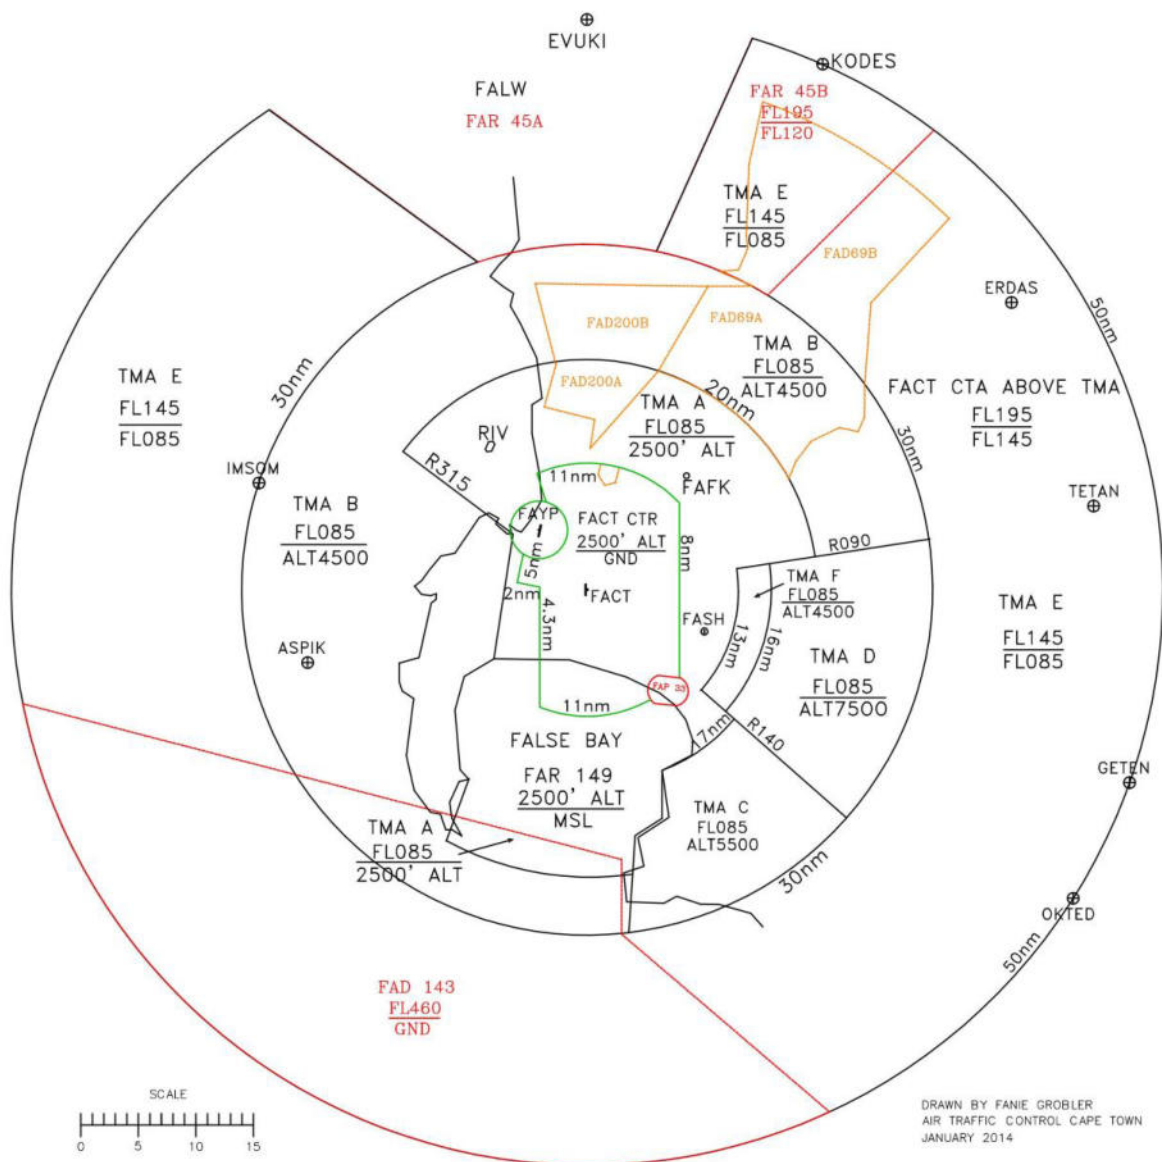 EVUKI
KODES
FALW
FAR 45A
FAR 45B
FL195
FL120
TMA E
FL145
FL085
FAD69B
ERDAS
50nm
FAD200B
FAD69A
TMA B
FL085
ALT4500
30nm
TMA E
FL145
FL085
FAD200A
20nm
TMA A
FL085
2500' ALT
FACT CTA ABOVE TMA
FL195
FL145
RIV
R315
30nm
IMSOM
11nm
FAFK
TETAN
TMA B
FL085
ALT4500
FAYP
FACT CTR
2500' ALT
GND
8nm
R090
5nm
2nm
FACT
TMA F
FL085
ALT4500
4.3nm
FASH
13nm
16nm
TMA E
FL145
FL085
ASPIK
TMA D
FL085
ALT7500
FAP 23
11nm
7nm
R140
FALSE BAY
FAR 149
2500' ALT
MSL
GETEN
TMA C
FL085
ALT5500
TMA A
FL085
2500' ALT
30nm
OKTED
50nm
FAD 143
FL460
GND
SCALE
0 5 10 15
DRAWN BY FANIE GROBLER
AIR TRAFFIC CONTROL CAPE TOWN
JANUARY 2014